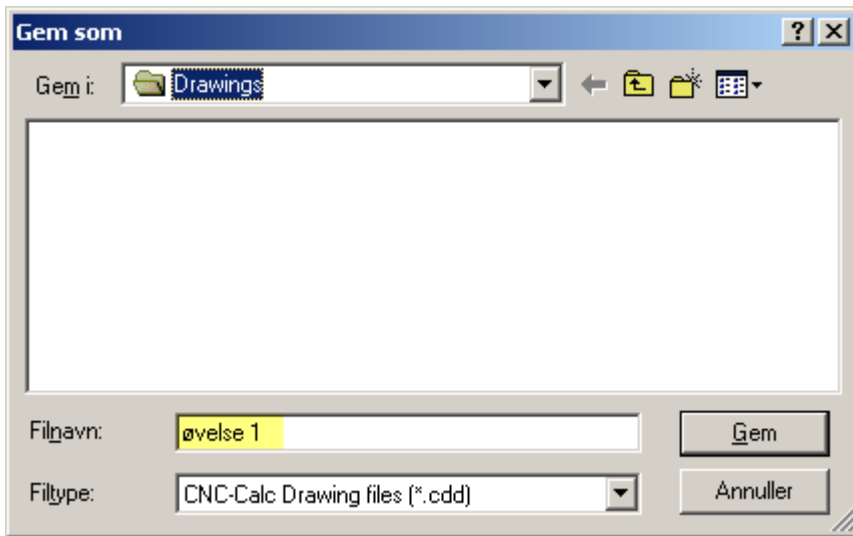 Gem som
Gem i: Drawings
Filnavn: øvelse 1 Gem
Filtype: CNC-Calc Drawing files (*.cdd) Annuller